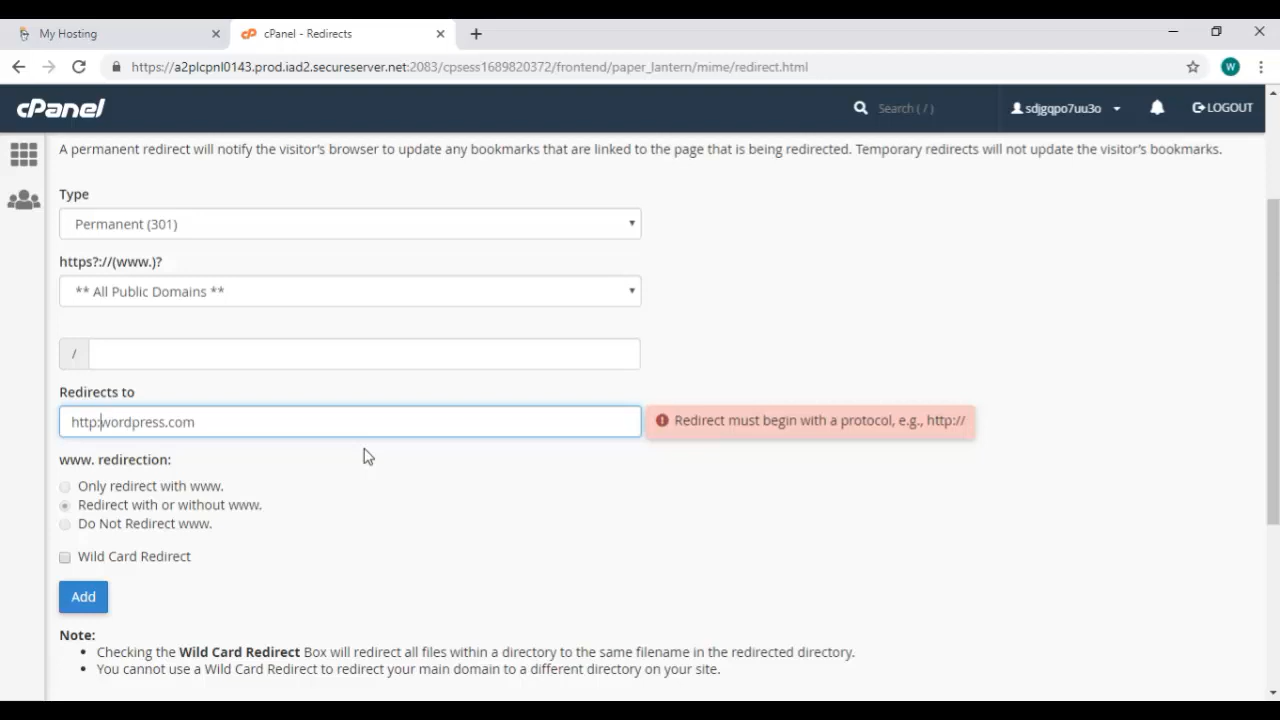 My Hosting
cPanel - Redirects
https://a2plcpnl0143.prod.iad2.secureserver.net:2083/cpsess1689820372/frontend/paper_lantern/mime/redirect.html
W
cPanel
Search ( / )
sdjgqpo7uu3o
LOGOUT
A permanent redirect will notify the visitor's browser to update any bookmarks that are linked to the page that is being redirected. Temporary redirects will not update the visitor's bookmarks.
Type
Permanent (301)
https?://(www.)?
** All Public Domains **
/
Redirects to
http:wordpress.com
Redirect must begin with a protocol, e.g., http://
www. redirection:
Only redirect with www.
Redirect with or without www.
Do Not Redirect www.
Wild Card Redirect
Add
Note:
Checking the Wild Card Redirect Box will redirect all files within a directory to the same filename in the redirected directory.
You cannot use a Wild Card Redirect to redirect your main domain to a different directory on your site.